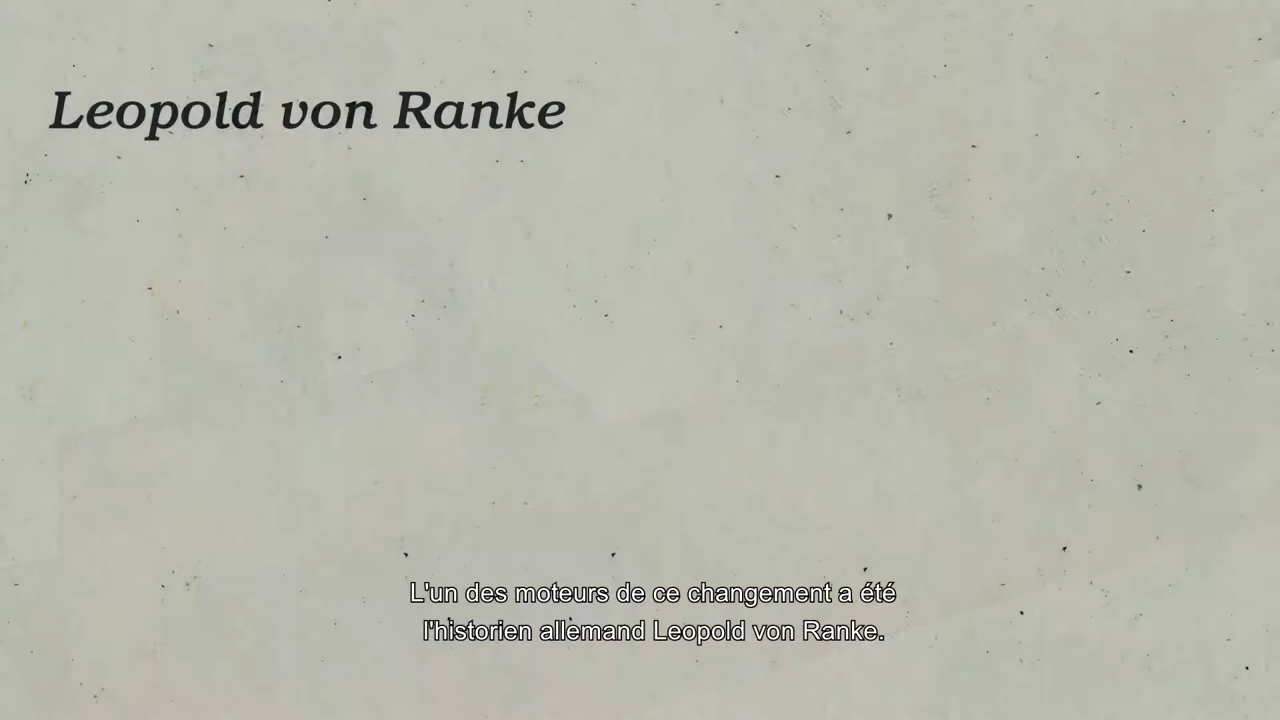 Leopold von Ranke
L'un des moteurs de ce changement a été
l'historien allemand Leopold von Ranke.